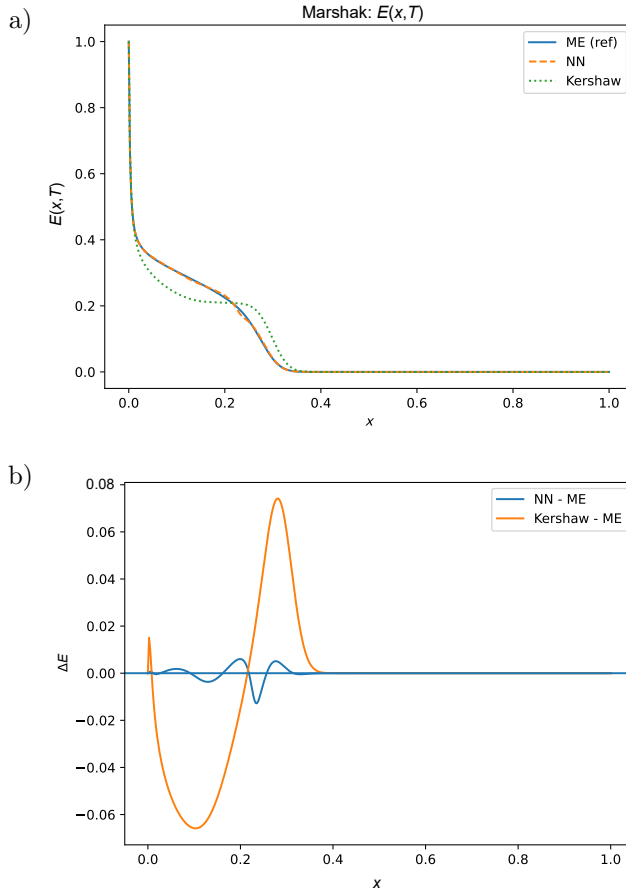 a)
Marshak: E(x,T)
ME (ref)
NN
Kershaw
E(x,T)
1.0
0.8
0.6
0.4
0.2
0.0
0.0 0.2 0.4 0.6 0.8 1.0
x
b)
NN - ME
Kershaw - ME
ΔE
0.08
0.06
0.04
0.02
0.00
−0.02
−0.04
−0.06
0.0 0.2 0.4 0.6 0.8 1.0
x